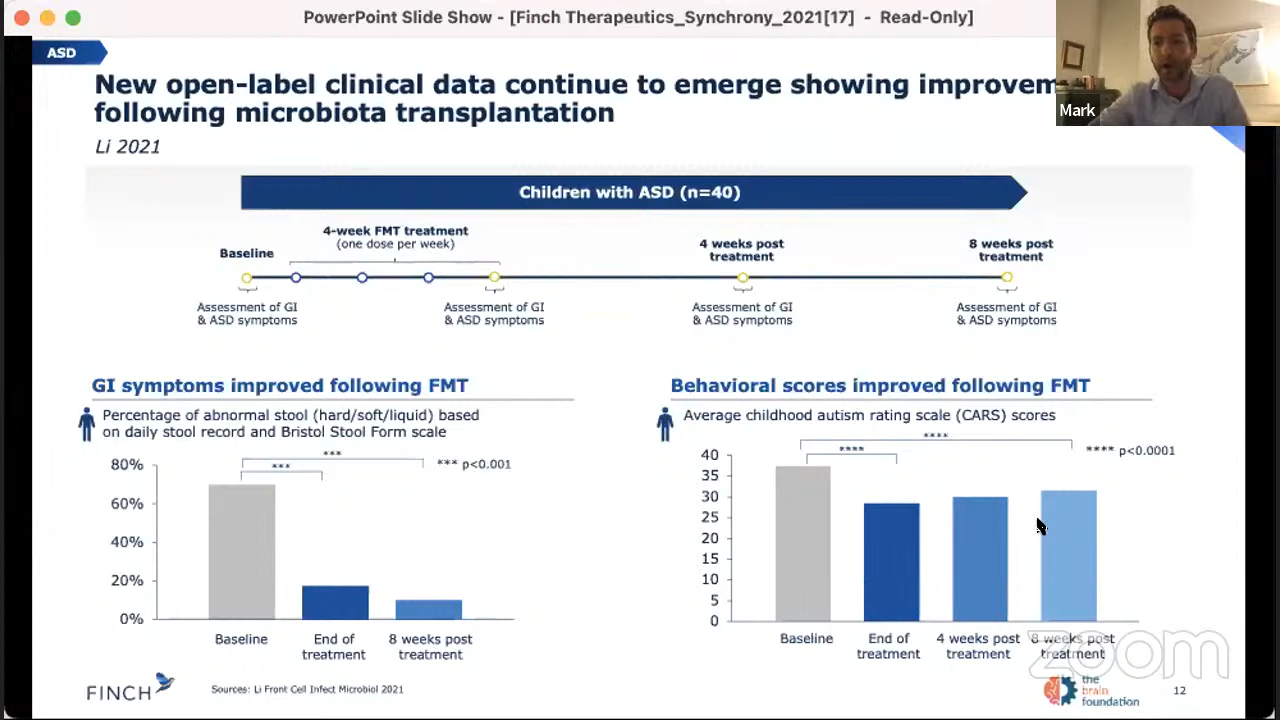 PowerPoint Slide Show - [Finch Therapeutics_Synchrony_2021[17] - Read-Only]
Mark
ASD
New open-label clinical data continue to emerge showing
following microbiota transplantation
Li 2021
Children with ASD (n=40)
4-week FMT treatment
(one dose per week)
Baseline
4 weeks post
treatment
8 weeks post
treatment
Assessment of GI
& ASD symptoms
Assessment of GI
& ASD symptoms
Assessment of GI
& ASD symptoms
Assessment of GI
& ASD symptoms
GI symptoms improved following FMT
Percentage of abnormal stool (hard/soft/liquid) based
on daily stool record and Bristol Stool Form scale
***
***
*** p<0.001
80%
60%
40%
20%
0%
Baseline
End of
treatment
8 weeks post
treatment
Behavioral scores improved following FMT
Average childhood autism rating scale (CARS) scores
****
****
**** p<0.0001
40
35
30
25
20
15
10
5
0
Baseline
End of
treatment
4 weeks post
treatment
8 weeks post
treatment
zoom
FINCH
Sources: Li Front Cell Infect Microbiol 2021
the
brain
foundation
12